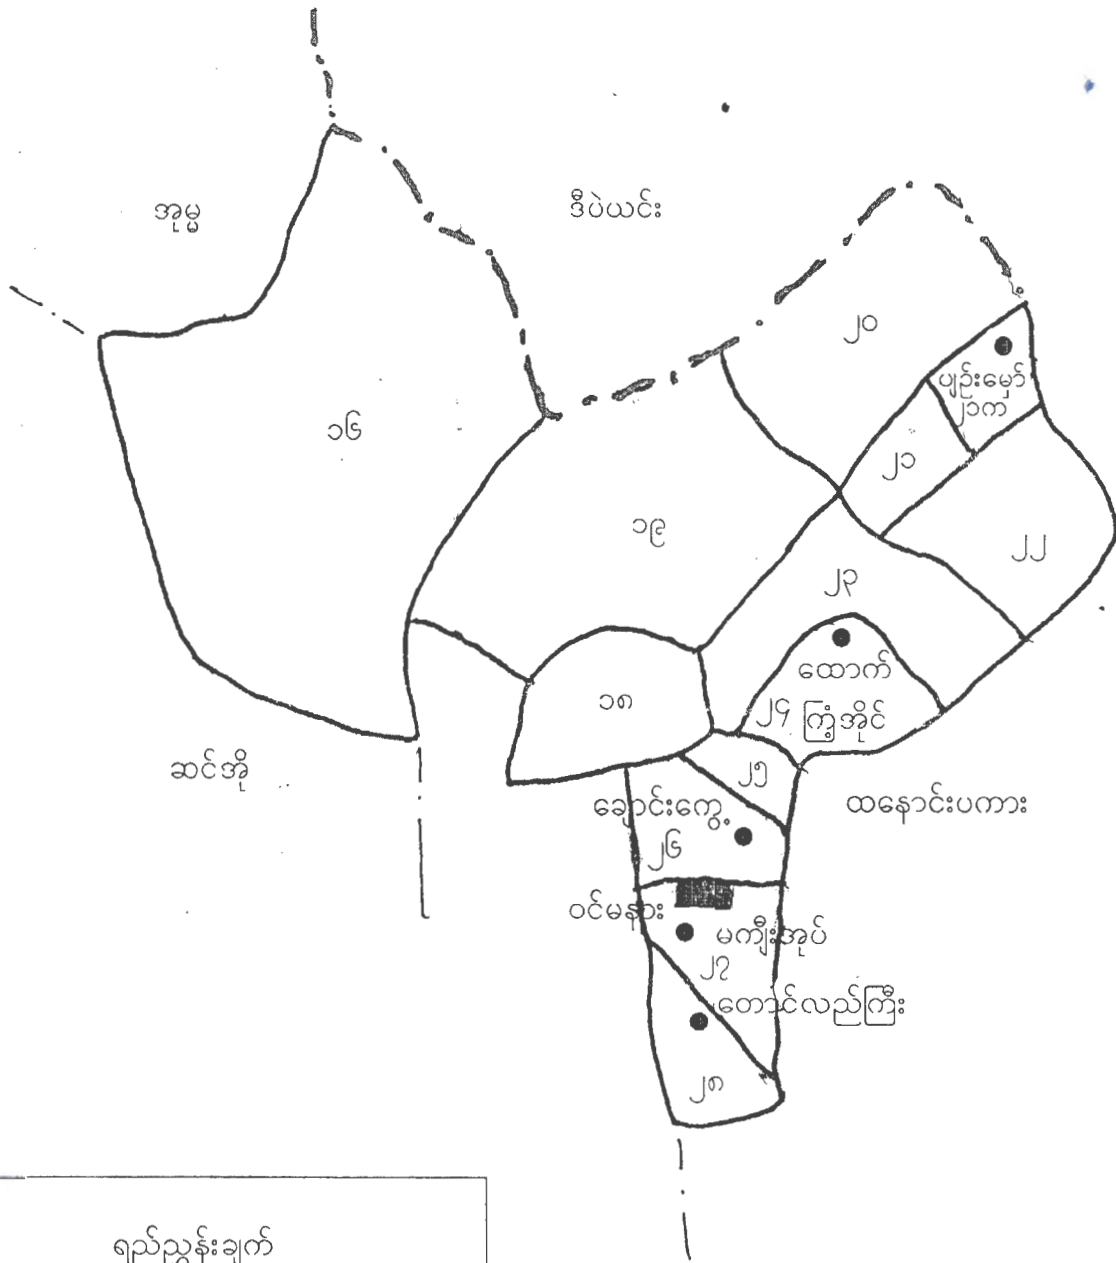 အုမ္မ
ဒီပဲယင်း
၂၀
ပျဉ်းမှော်
၂၁က
၁၆
၂၁
၁၉
၂၂
၂၃
ထောက်
ကြံ့အိုင်
၁၈
၂၄
ဆင်အို
၂၅
ချောင်းကွေ့
ထနောင်းပကား
၂၆
ဝင်မနား
မကျီးအုပ်
၂၇
တောင်လည်ကြီး
၂၈
ရည်ညွှန်းချက်